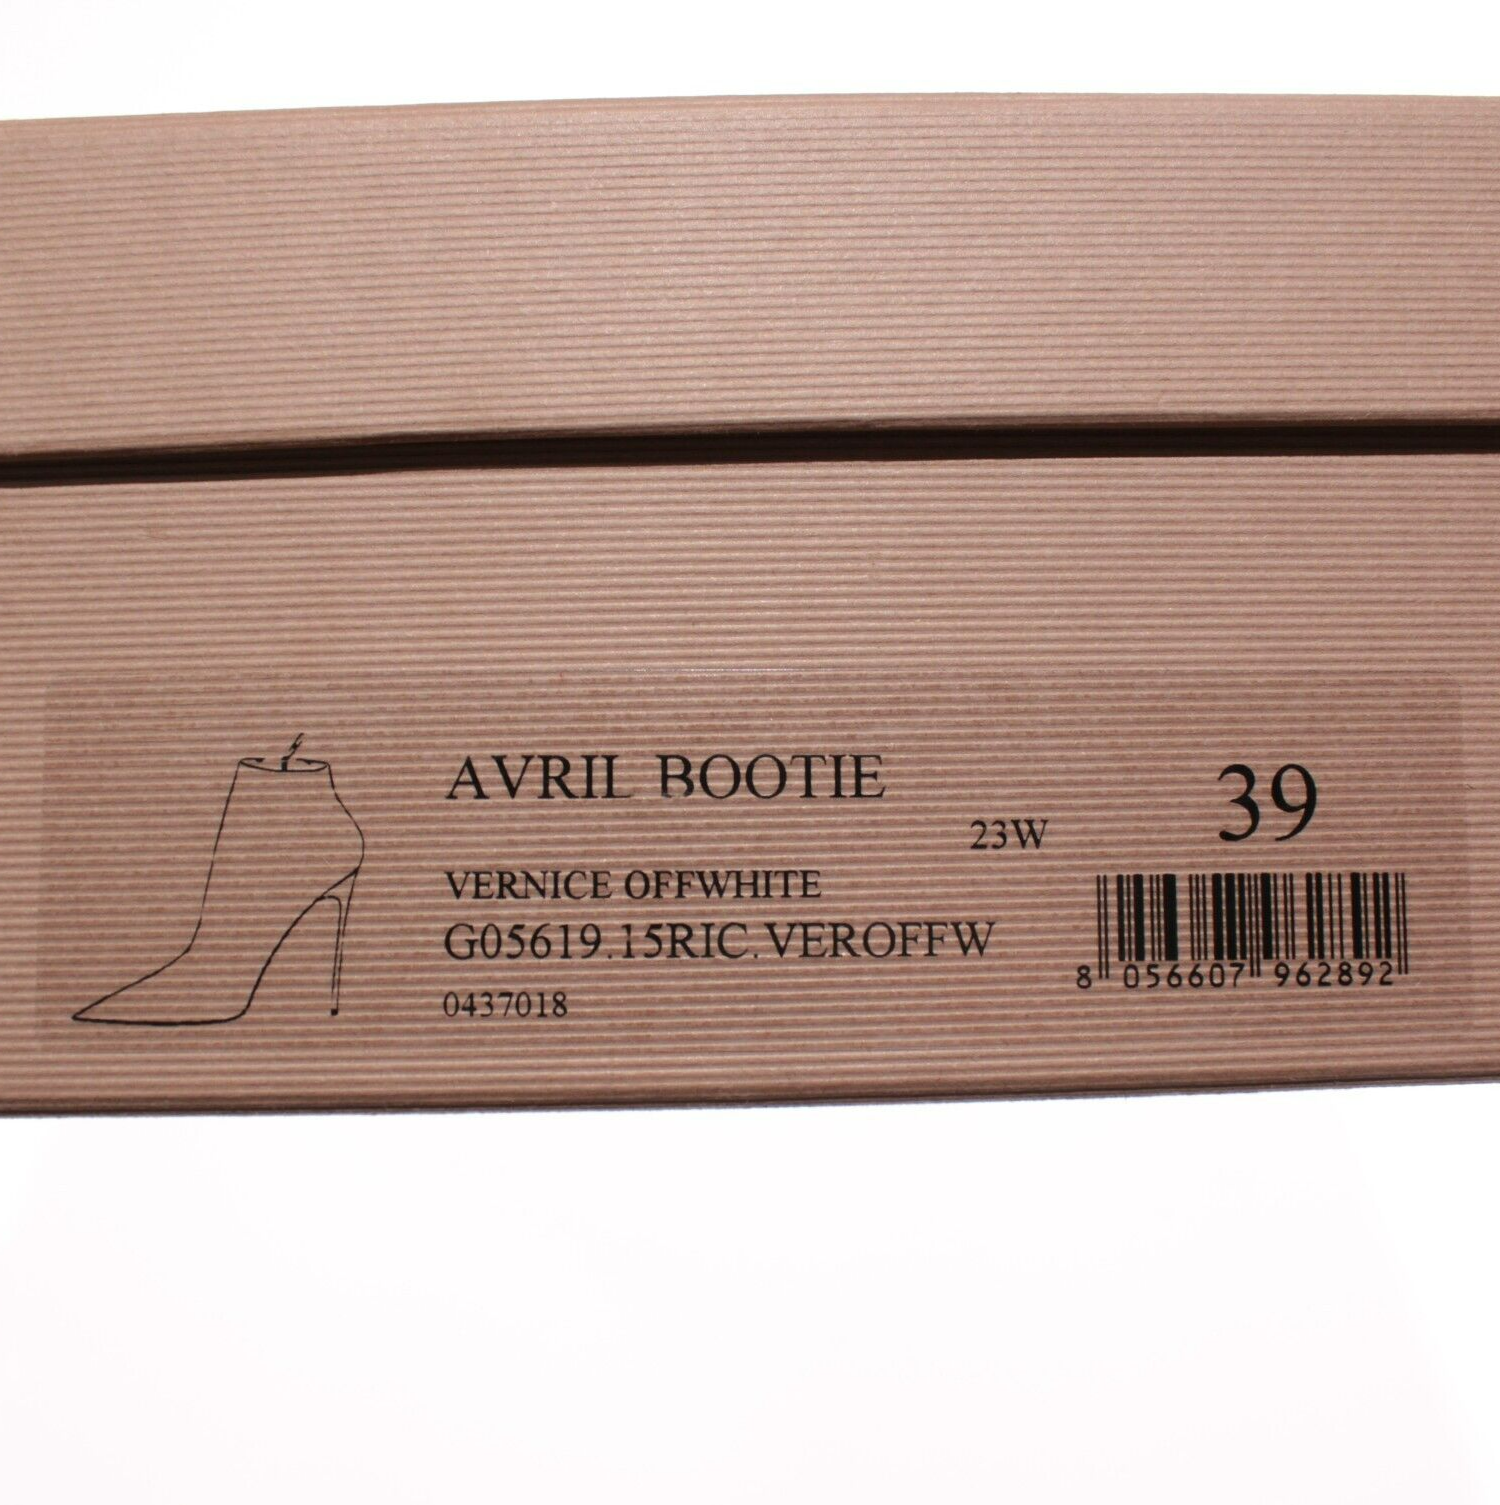 AVRIL BOOTIE
39
23W
VERNICE OFFWHITE
G05619.15RIC.VEROFFW
0437018
8 056607 962892